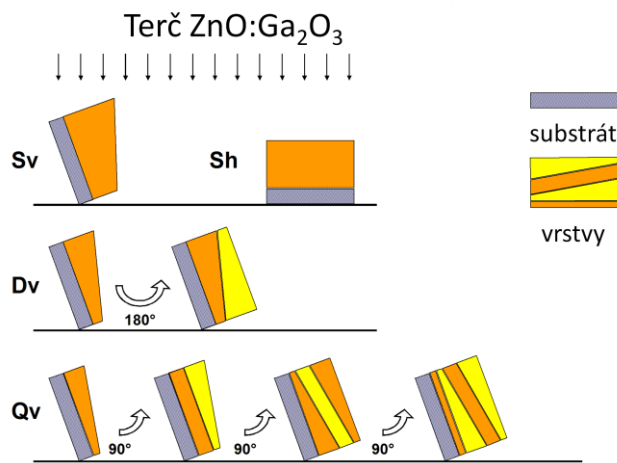 Terč ZnO:Ga₂O₃
substrát
Sv
Sh
vrstvy
Dv
180°
Qv
90°
90°
90°